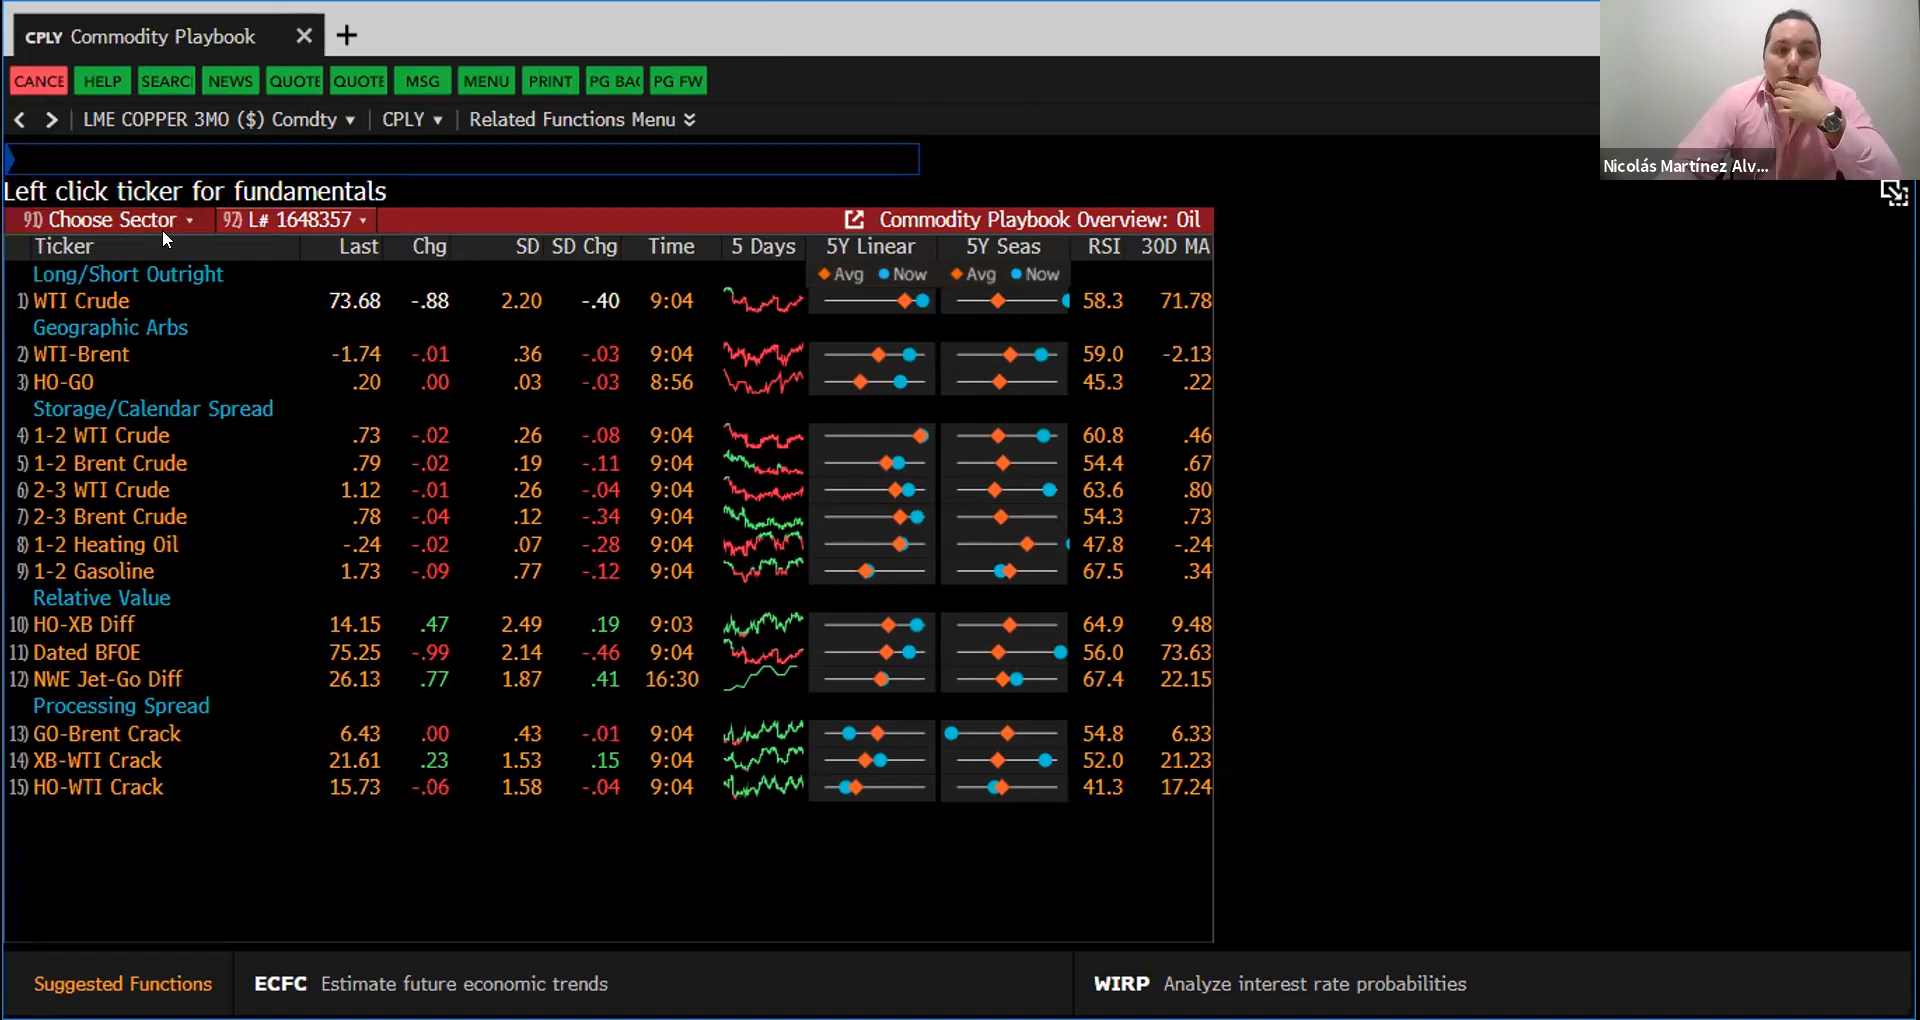 CPLY Commodity Playbook
CANCE HELP SEARC NEWS QUOTE QUOTE MSG MENU PRINT PG BAC PG FW
LME COPPER 3MO ($) Comdty CPLY Related Functions Menu
Nicolás Martínez Alv...
Left click ticker for fundamentals
91) Choose Sector 92) L# 1648357 Commodity Playbook Overview: Oil
Ticker Last Chg SD SD Chg Time 5 Days 5Y Linear 5Y Seas RSI 30D MA
Long/Short Outright Avg Now Avg Now
1) WTI Crude 73.68 -.88 2.20 -.40 9:04 58.3 71.78
Geographic Arbs
2) WTI-Brent -1.74 -.01 .36 -.03 9:04 59.0 -2.13
3) HO-GO .20 .00 .03 -.03 8:56 45.3 .22
Storage/Calendar Spread
4) 1-2 WTI Crude .73 -.02 .26 -.08 9:04 60.8 .46
5) 1-2 Brent Crude .79 -.02 .19 -.11 9:04 54.4 .67
6) 2-3 WTI Crude 1.12 -.01 .26 -.04 9:04 63.6 .80
7) 2-3 Brent Crude .78 -.04 .12 -.34 9:04 54.3 .73
8) 1-2 Heating Oil -.24 -.02 .07 -.28 9:04 47.8 -.24
9) 1-2 Gasoline 1.73 -.09 .77 -.12 9:04 67.5 .34
Relative Value
10) HO-XB Diff 14.15 .47 2.49 .19 9:03 64.9 9.48
11) Dated BFOE 75.25 -.99 2.14 -.46 9:04 56.0 73.63
12) NWE Jet-Go Diff 26.13 .77 1.87 .41 16:30 67.4 22.15
Processing Spread
13) GO-Brent Crack 6.43 .00 .43 -.01 9:04 54.8 6.33
14) XB-WTI Crack 21.61 .23 1.53 .15 9:04 52.0 21.23
15) HO-WTI Crack 15.73 -.06 1.58 -.04 9:04 41.3 17.24
Suggested Functions ECFC Estimate future economic trends WIRP Analyze interest rate probabilities